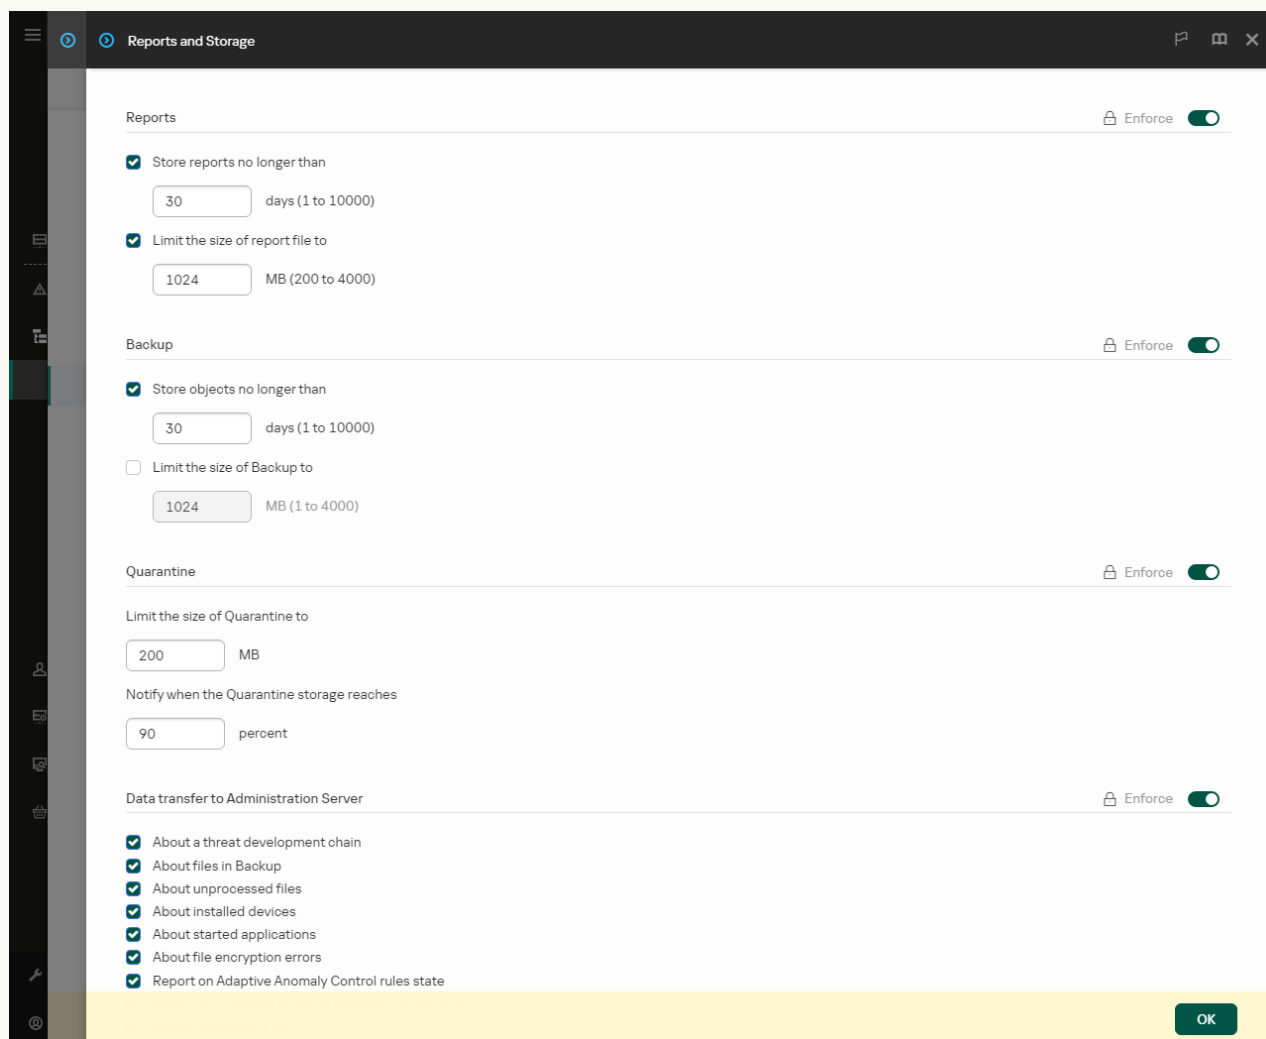 Reports and Storage
Reports
Enforce
Store reports no longer than
30 days (1 to 10000)
Limit the size of report file to
1024 MB (200 to 4000)
Backup
Enforce
Store objects no longer than
30 days (1 to 10000)
Limit the size of Backup to
1024 MB (1 to 4000)
Quarantine
Enforce
Limit the size of Quarantine to
200 MB
Notify when the Quarantine storage reaches
90 percent
Data transfer to Administration Server
Enforce
About a threat development chain
About files in Backup
About unprocessed files
About installed devices
About started applications
About file encryption errors
Report on Adaptive Anomaly Control rules state
OK